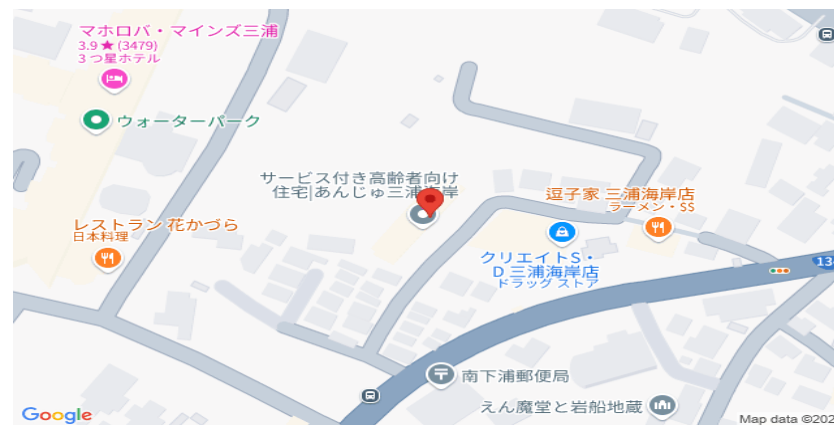 マホロバ・マインズ三浦
3.9★(3479)
3つ星ホテル
ウォーターパーク
サービス付き高齢者向け
住宅|あんじゅ三浦海岸
逗子家 三浦海岸店
ラーメン・SS
レストラン 花かづら
日本料理
クリエイトS・
D 三浦海岸店
ドラッグ ストア
134
南下浦郵便局
えん魔堂と岩船地蔵
Google
Map data ©202